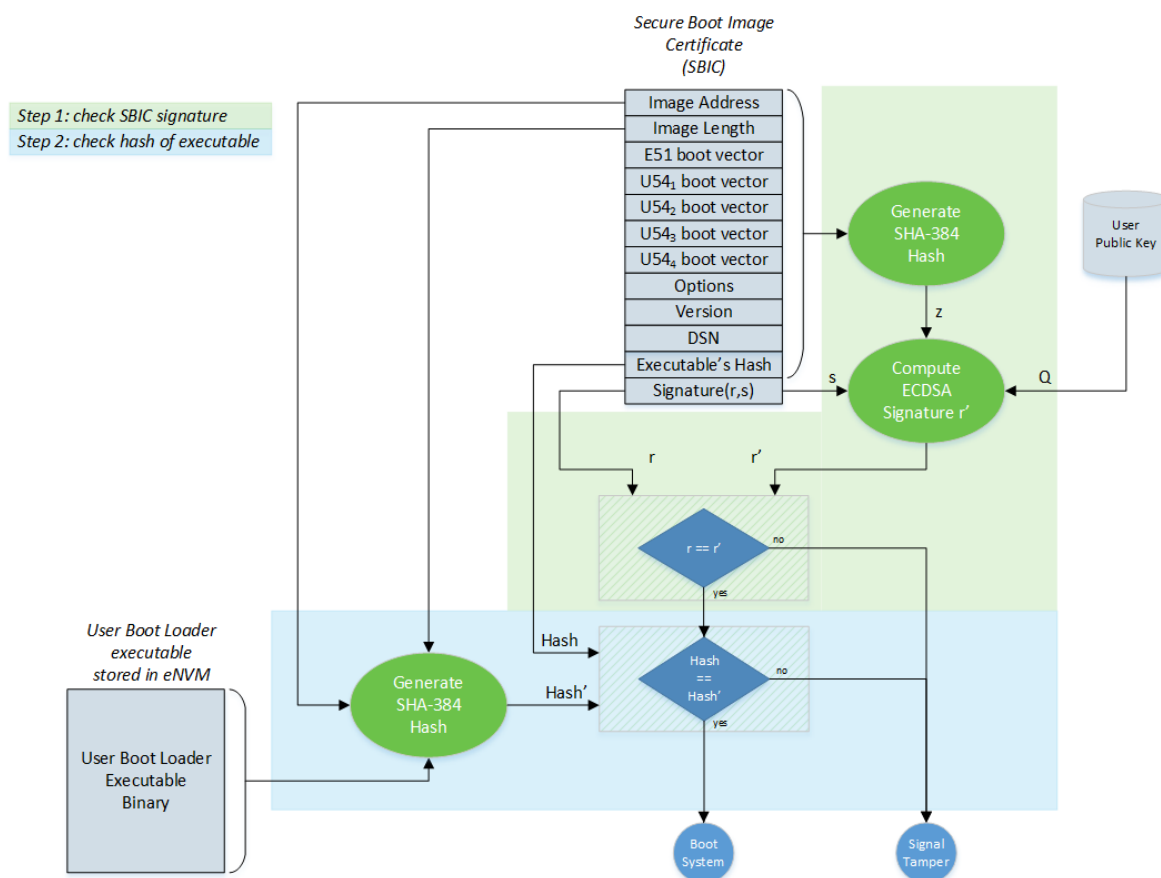 Secure Boot Image
Certificate
(SBIC)
Step 1: check SBIC signature
Step 2: check hash of executable
Image Address
Image Length
E51 boot vector
U54₁ boot vector
U54₂ boot vector
U54₃ boot vector
U54₄ boot vector
Options
Version
DSN
Executable's Hash
Signature(r,s)
Generate
SHA-384
Hash
User
Public Key
z
s
Compute
ECDSA
Signature r’
Q
r
r’
r == r’
no
yes
User Boot Loader
executable
stored in eNVM
User Boot Loader
Executable
Binary
Generate
SHA-384
Hash
Hash
Hash’
Hash
==
Hash’
no
yes
Boot
System
Signal
Tamper